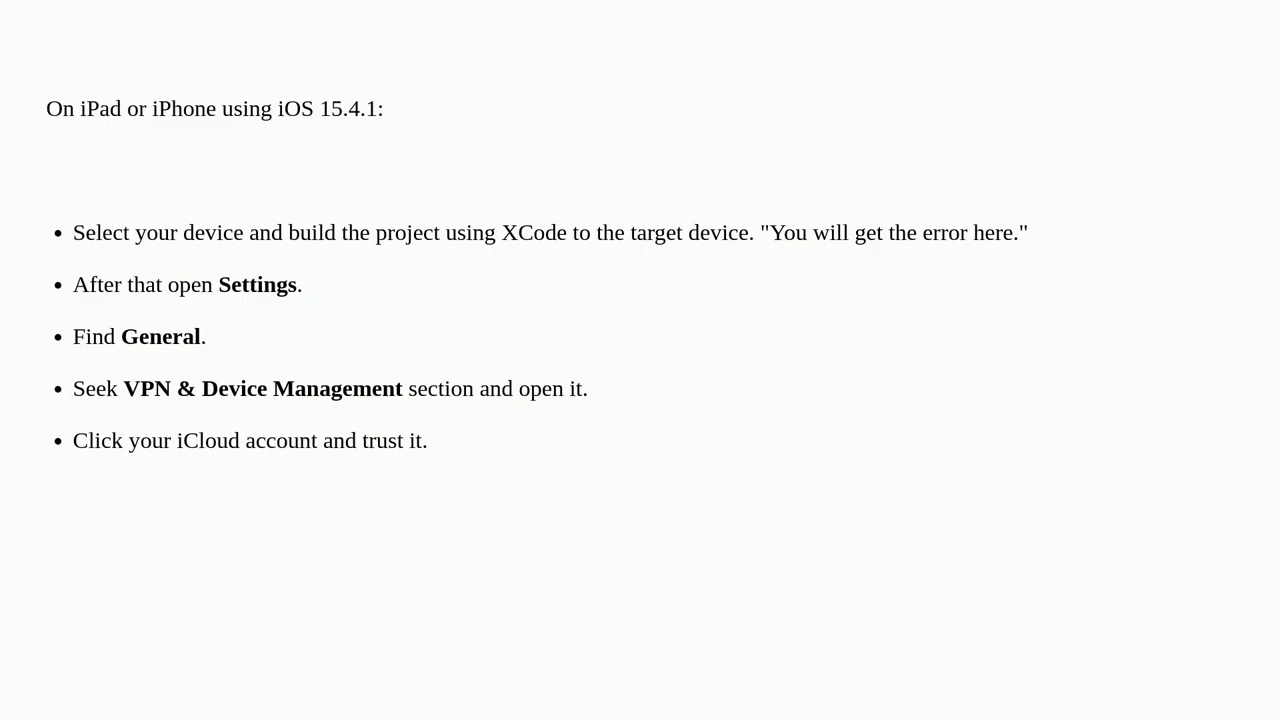 On iPad or iPhone using iOS 15.4.1:
• Select your device and build the project using XCode to the target device. "You will get the error here."
• After that open Settings.
• Find General.
• Seek VPN & Device Management section and open it.
• Click your iCloud account and trust it.